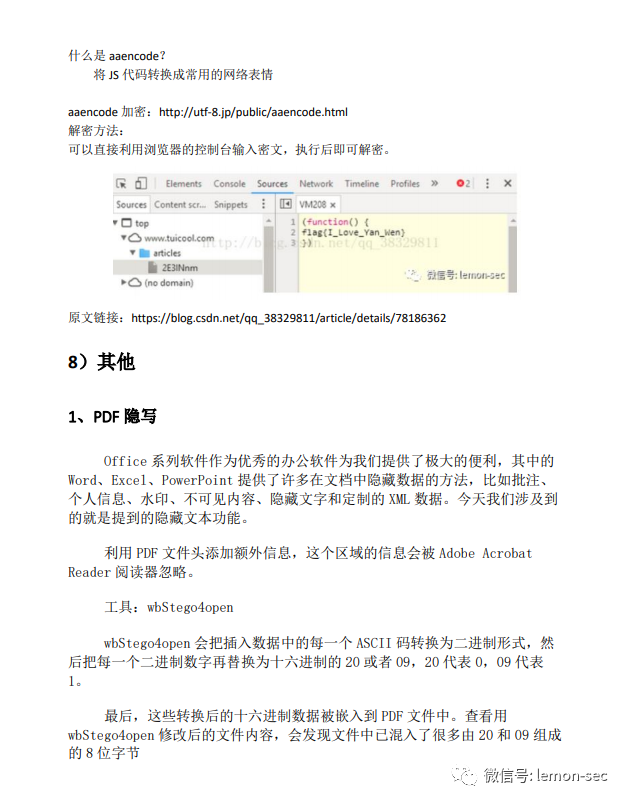 什么是 aaencode？
将 JS 代码转换成常用的网络表情
aaencode 加密：http://utf-8.jp/public/aaencode.html
解密方法：
可以直接利用浏览器的控制台输入密文，执行后即可解密。
Elements Console Sources Network Timeline Profiles » 2
Sources Content scr... Snippets VM208 ×
top
www.tuicool.com
articles
2E3INnm
(no domain)
1 (function() {
2 flag{I_Love_Yan_Wen}
3 })
http://blog.csdn.net/qq_38329811
微信号: lemon-sec
原文链接：https://blog.csdn.net/qq_38329811/article/details/78186362
8）其他
1、PDF 隐写
Office 系列软件作为优秀的办公软件为我们提供了极大的便利，其中的
Word、Excel、PowerPoint 提供了许多在文档中隐藏数据的方法，比如批注、
个人信息、水印、不可见内容、隐藏文字和定制的 XML 数据。今天我们涉及到
的就是提到的隐藏文本功能。
利用 PDF 文件头添加额外信息，这个区域的信息会被 Adobe Acrobat
Reader 阅读器忽略。
工具：wbStego4open
wbStego4open 会把插入数据中的每一个 ASCII 码转换为二进制形式，然
后把每一个二进制数字再替换为十六进制的 20 或者 09，20 代表 0，09 代表
1。
最后，这些转换后的十六进制数据被嵌入到 PDF 文件中。查看用
wbStego4open 修改后的文件内容，会发现文件中已混入了很多由 20 和 09 组成
的 8 位字节
微信号: lemon-sec